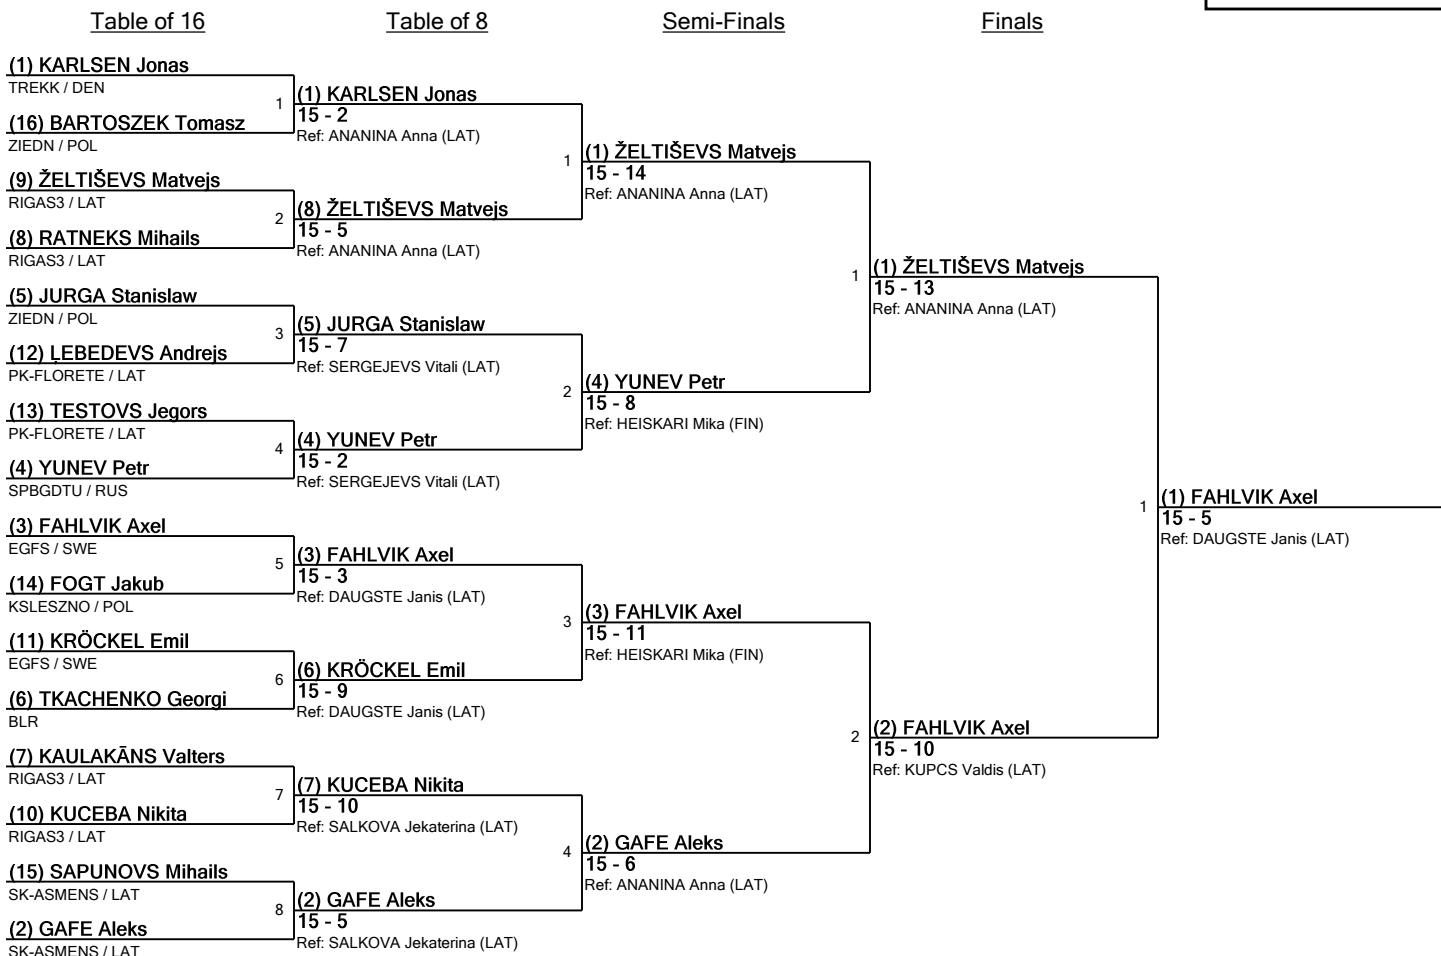 Table of 16
Table of 8
Semi-Finals
Finals
(1) KARLSEN Jonas
TREKK / DEN
(16) BARTOSZEK Tomasz
ZIEDN / POL
(9) ŽELTIŠEVS Matvejs
RIGAS3 / LAT
(8) RATNEKS Mihails
RIGAS3 / LAT
(5) JURGA Stanislaw
ZIEDN / POL
(12) ĻEBEDEVS Andrejs
PK-FLORETE / LAT
(13) TESTOVS Jegors
PK-FLORETE / LAT
(4) YUNEV Petr
SPBGDTU / RUS
(3) FAHLVIK Axel
EGFS / SWE
(14) FOGT Jakub
KSLESZNO / POL
(11) KRÖCKEL Emil
EGFS / SWE
(6) TKACHENKO Georgi
BLR
(7) KAULAKĀNS Valters
RIGAS3 / LAT
(10) KUCEBA Nikita
RIGAS3 / LAT
(15) SAPUNOVS Mihails
SK-ASMENS / LAT
(2) GAFE Aleks
SK-ASMENS / LAT
1
(1) KARLSEN Jonas
15 - 2
Ref: ANANINA Anna (LAT)
2
(8) ŽELTIŠEVS Matvejs
15 - 5
Ref: ANANINA Anna (LAT)
3
(5) JURGA Stanislaw
15 - 7
Ref: SERGEJEVS Vitali (LAT)
4
(4) YUNEV Petr
15 - 2
Ref: SERGEJEVS Vitali (LAT)
5
(3) FAHLVIK Axel
15 - 3
Ref: DAUGSTE Janis (LAT)
6
(6) KRÖCKEL Emil
15 - 9
Ref: DAUGSTE Janis (LAT)
7
(7) KUCEBA Nikita
15 - 10
Ref: SALKOVA Jekaterina (LAT)
8
(2) GAFE Aleks
15 - 5
Ref: SALKOVA Jekaterina (LAT)
1
(1) ŽELTIŠEVS Matvejs
15 - 14
Ref: ANANINA Anna (LAT)
2
(4) YUNEV Petr
15 - 8
Ref: HEISKARI Mika (FIN)
3
(3) FAHLVIK Axel
15 - 11
Ref: HEISKARI Mika (FIN)
4
(2) GAFE Aleks
15 - 6
Ref: ANANINA Anna (LAT)
1
(1) ŽELTIŠEVS Matvejs
15 - 13
Ref: ANANINA Anna (LAT)
2
(2) FAHLVIK Axel
15 - 10
Ref: KUPCS Valdis (LAT)
1
(1) FAHLVIK Axel
15 - 5
Ref: DAUGSTE Janis (LAT)